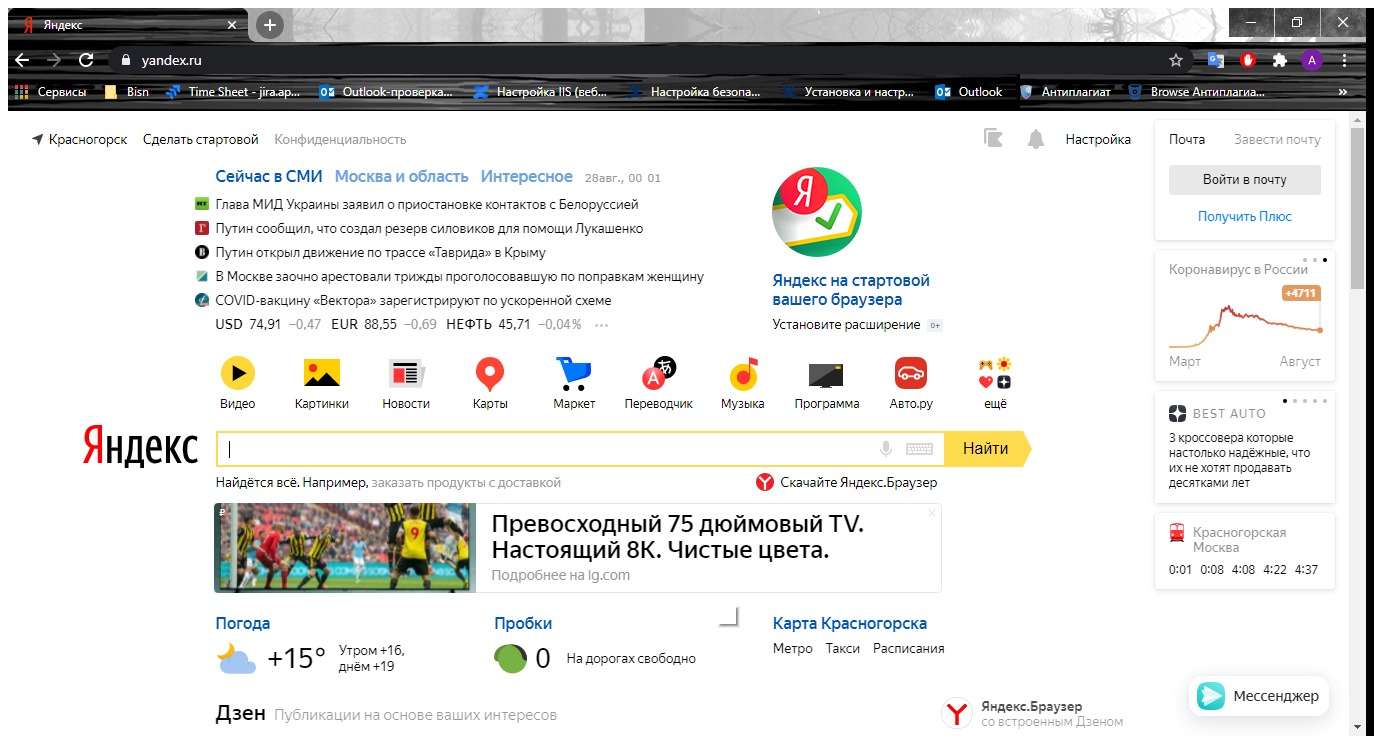 Яндекс
yandex.ru
Сервисы Bisn Time Sheet - jira.ap... Outlook-проверка... Настройка IIS (веб... Настройка безопа... Установка и настр... Outlook Антиплагиат Browse Антиплагиа... »
Красногорск Сделать стартовой Конфиденциальность
Настройка
Почта Завести почту
Войти в почту
Получить Плюс
Сейчас в СМИ Москва и область Интересное 28авг., 00 01
Глава МИД Украины заявил о приостановке контактов с Белоруссией
Путин сообщил, что создал резерв силовиков для помощи Лукашенко
Путин открыл движение по трассе «Таврида» в Крыму
В Москве заочно арестовали трижды проголосовавшую по поправкам женщину
COVID-вакцину «Вектора» зарегистрируют по ускоренной схеме
USD 74,91 −0,47 EUR 88,55 −0,69 НЕФТЬ 45,71 −0,04% •••
Я
Яндекс на стартовой
вашего браузера
Установите расширение 0+
Коронавирус в России
+4711
Март Август
Видео Картинки Новости Карты Маркет Переводчик Музыка Программа Авто.ру ещё
BEST AUTO
3 кроссовера которые
настолько надёжные, что
их не хотят продавать
десятками лет
Яндекс
Найти
Найдётся всё. Например, заказать продукты с доставкой
Скачайте Яндекс.Браузер
Красногорская
Москва
0:01 0:08 4:08 4:22 4:37
₽
9
Превосходный 75 дюймовый TV.
Настоящий 8K. Чистые цвета.
Подробнее на lg.com
Погода
+15°
Утром +16,
днём +19
Пробки
0 На дорогах свободно
Карта Красногорска
Метро Такси Расписания
Мессенджер
Дзен Публикации на основе ваших интересов
Яндекс.Браузер
со встроенным Дзеном